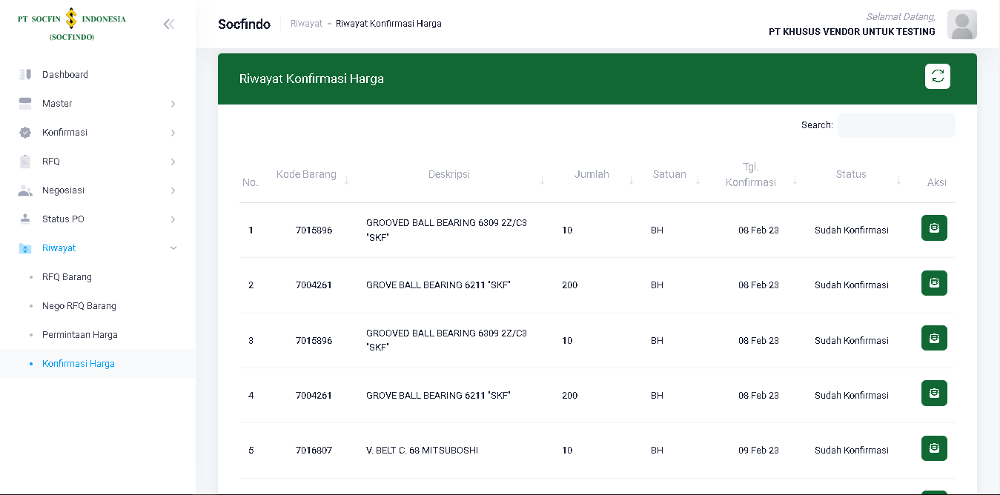 PT SOCFIN INDONESIA
(SOCFINDO)
Socfindo
Riwayat - Riwayat Konfirmasi Harga
Selamat Datang,
PT KHUSUS VENDOR UNTUK TESTING
Dashboard
Master
Konfirmasi
RFQ
Negosiasi
Status PO
Riwayat
RFQ Barang
Nego RFQ Barang
Permintaan Harga
Konfirmasi Harga
Riwayat Konfirmasi Harga
Search:
No. Kode Barang Deskripsi Jumlah Satuan Tgl. Konfirmasi Status Aksi
1 7015896 GROOVED BALL BEARING 6309 2Z/C3 "SKF" 10 BH 08 Feb 23 Sudah Konfirmasi
2 7004261 GROVE BALL BEARING 6211 "SKF" 200 BH 08 Feb 23 Sudah Konfirmasi
3 7015896 GROOVED BALL BEARING 6309 2Z/C3 "SKF" 10 BH 08 Feb 23 Sudah Konfirmasi
4 7004261 GROVE BALL BEARING 6211 "SKF" 200 BH 08 Feb 23 Sudah Konfirmasi
5 7016807 V. BELT C. 68 MITSUBOSHI 10 BH 09 Feb 23 Sudah Konfirmasi